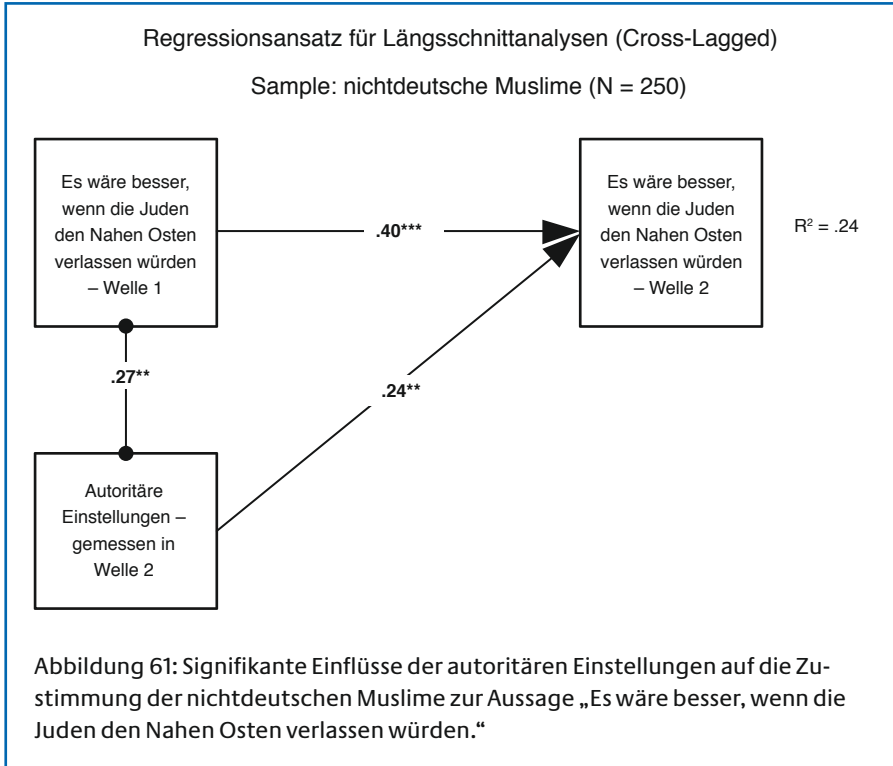 Regressionsansatz für Längsschnittanalysen (Cross-Lagged)
Sample: nichtdeutsche Muslime (N = 250)
Es wäre besser,
wenn die Juden
den Nahen Osten
verlassen würden
– Welle 1
.40***
Es wäre besser,
wenn die Juden
den Nahen Osten
verlassen würden
– Welle 2
R² = .24
.27**
.24**
Autoritäre
Einstellungen –
gemessen in
Welle 2
Abbildung 61: Signifikante Einflüsse der autoritären Einstellungen auf die Zu-
stimmung der nichtdeutschen Muslime zur Aussage „Es wäre besser, wenn die
Juden den Nahen Osten verlassen würden.“